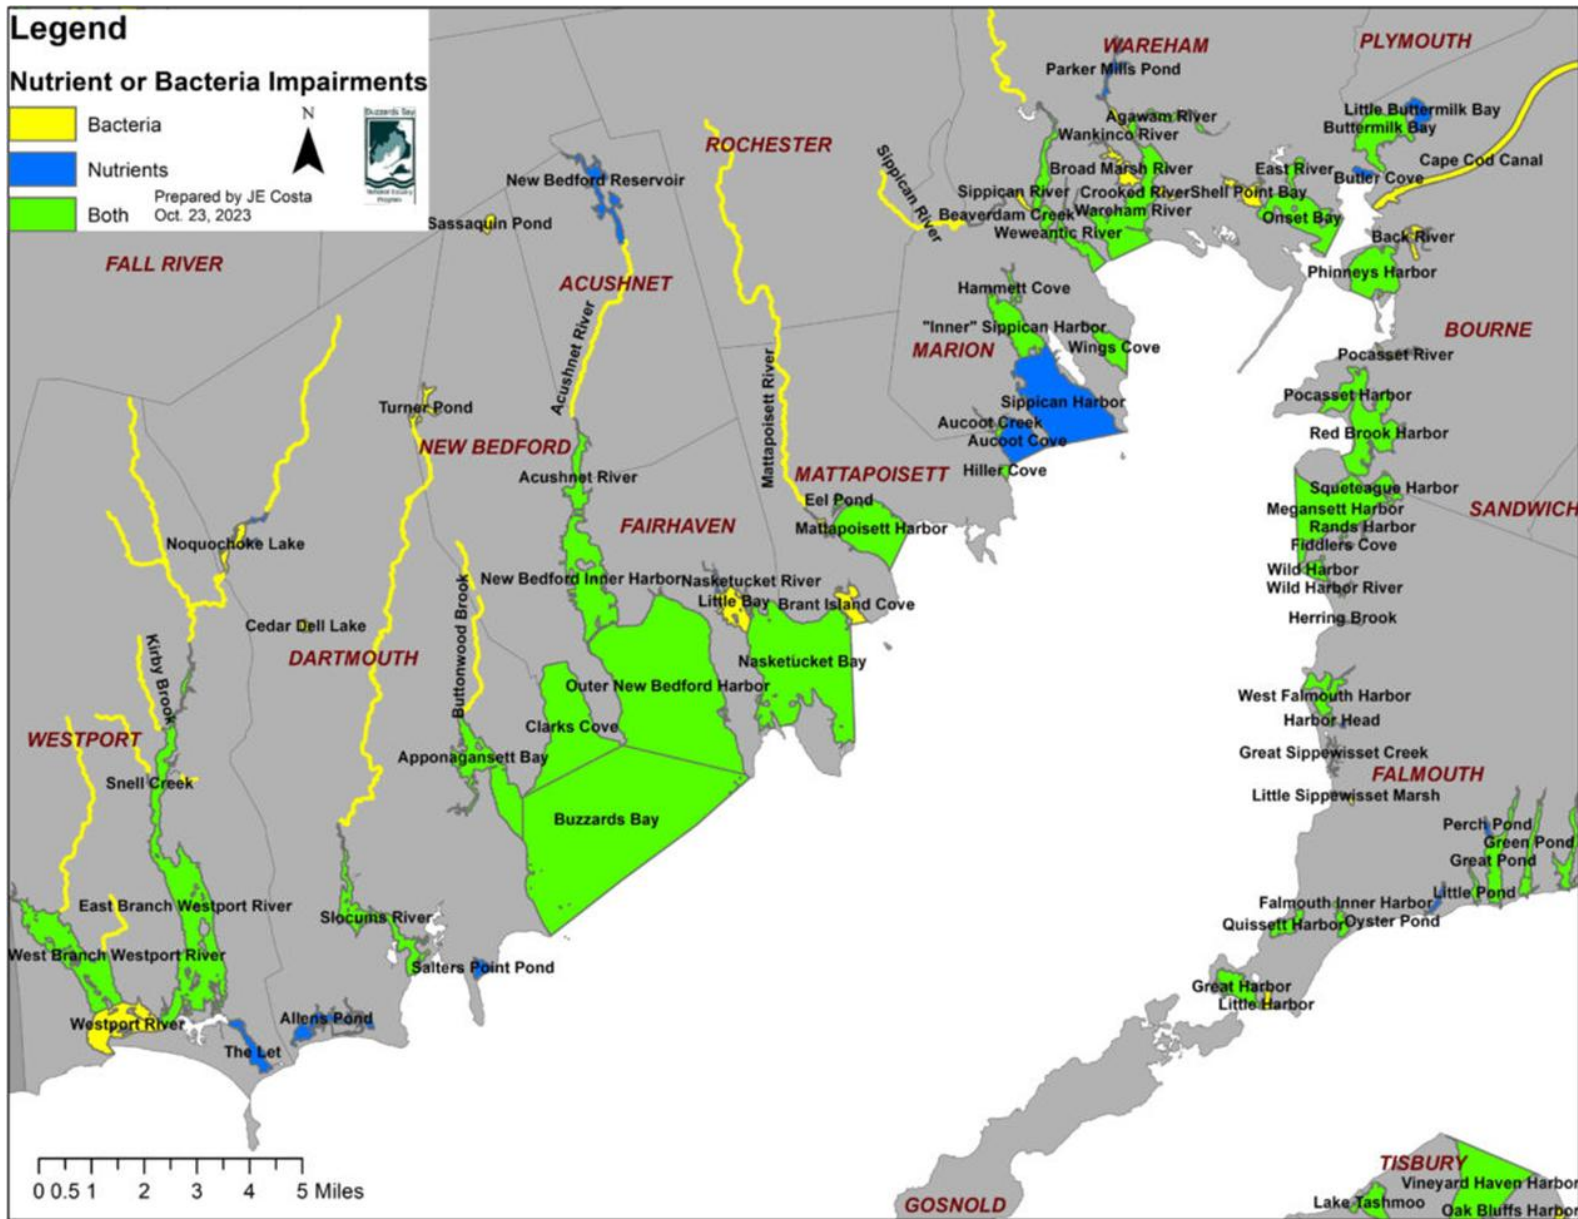 Legend
Nutrient or Bacteria Impairments
Bacteria
Nutrients
Both
N
Buzzards Bay
Program
Prepared by JE Costa
Oct. 23, 2023
WAREHAM
PLYMOUTH
Parker Mills Pond
Little Buttermilk Bay
Agawam River
Buttermilk Bay
Wankinco River
ROCHESTER
Cape Cod Canal
Broad Marsh River
East River
Butler Cove
New Bedford Reservoir
Sippican River
Sippican River
Crooked River
Shell Point Bay
Beaverdam Creek
Wareham River
Onset Bay
Sassaquin Pond
Weweantic River
Back River
FALL RIVER
Phinneys Harbor
ACUSHNET
Hammett Cove
"Inner" Sippican Harbor
BOURNE
MARION
Wings Cove
Pocasset River
Acushnet River
Mattapoisett River
Pocasset Harbor
Turner Pond
Sippican Harbor
Aucoot Creek
Red Brook Harbor
NEW BEDFORD
Aucoot Cove
Acushnet River
MATTAPOISETT
Hiller Cove
Squeteague Harbor
Eel Pond
Megansett Harbor
SANDWICH
FAIRHAVEN
Mattapoisett Harbor
Rands Harbor
Noquochoke Lake
Fiddlers Cove
Wild Harbor
New Bedford Inner Harbor
Nasketucket River
Wild Harbor River
Little Bay
Brant Island Cove
Herring Brook
Cedar Dell Lake
Buttonwood Brook
Kirby Brook
DARTMOUTH
Nasketucket Bay
Outer New Bedford Harbor
West Falmouth Harbor
Clarks Cove
Harbor Head
WESTPORT
Apponagansett Bay
Great Sippewisset Creek
FALMOUTH
Snell Creek
Little Sippewisset Marsh
Buzzards Bay
Perch Pond
Green Pond
Great Pond
Little Pond
East Branch Westport River
Falmouth Inner Harbor
Slocums River
Quissett Harbor
Oyster Pond
West Branch Westport River
Salters Point Pond
Great Harbor
Little Harbor
Westport River
Allens Pond
The Let
TISBURY
Vineyard Haven Harbor
0 0.5 1 2 3 4 5 Miles
GOSNOLD
Lake Tashmoo
Oak Bluffs Harbor